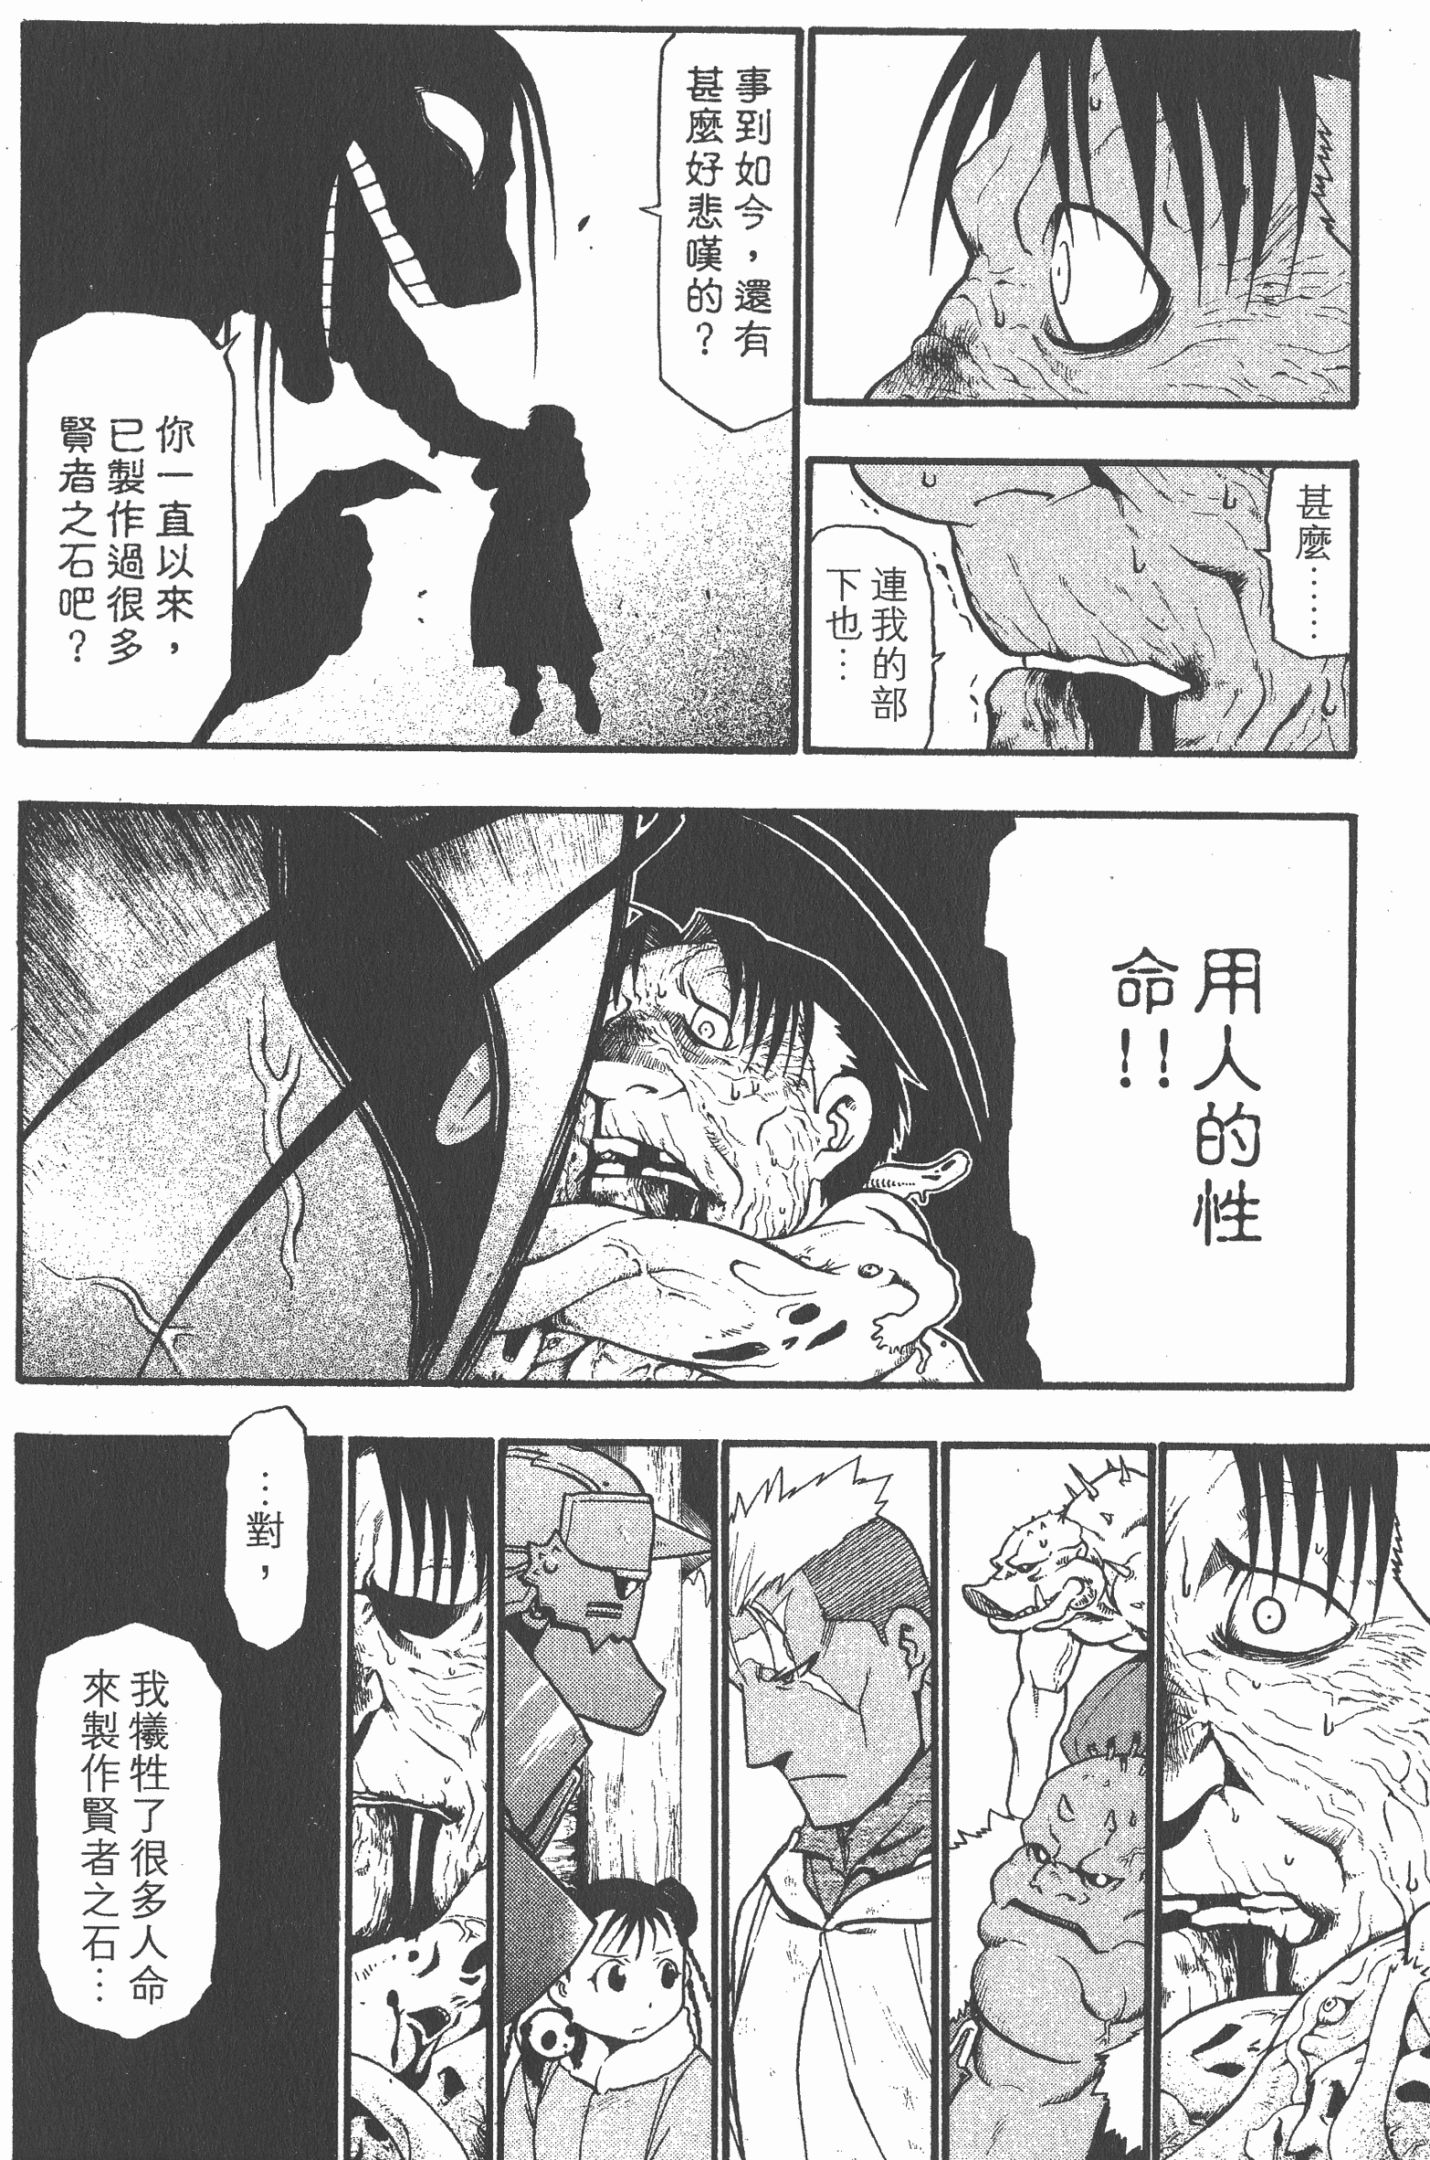 甚麼……
連我的部
下也…
事到如今，還有
甚麼好悲嘆的？
你一直以來，
已製作過很多
賢者之石吧？
用人的性
命！！
…對，
我犧牲了很多人命
來製作賢者之石…